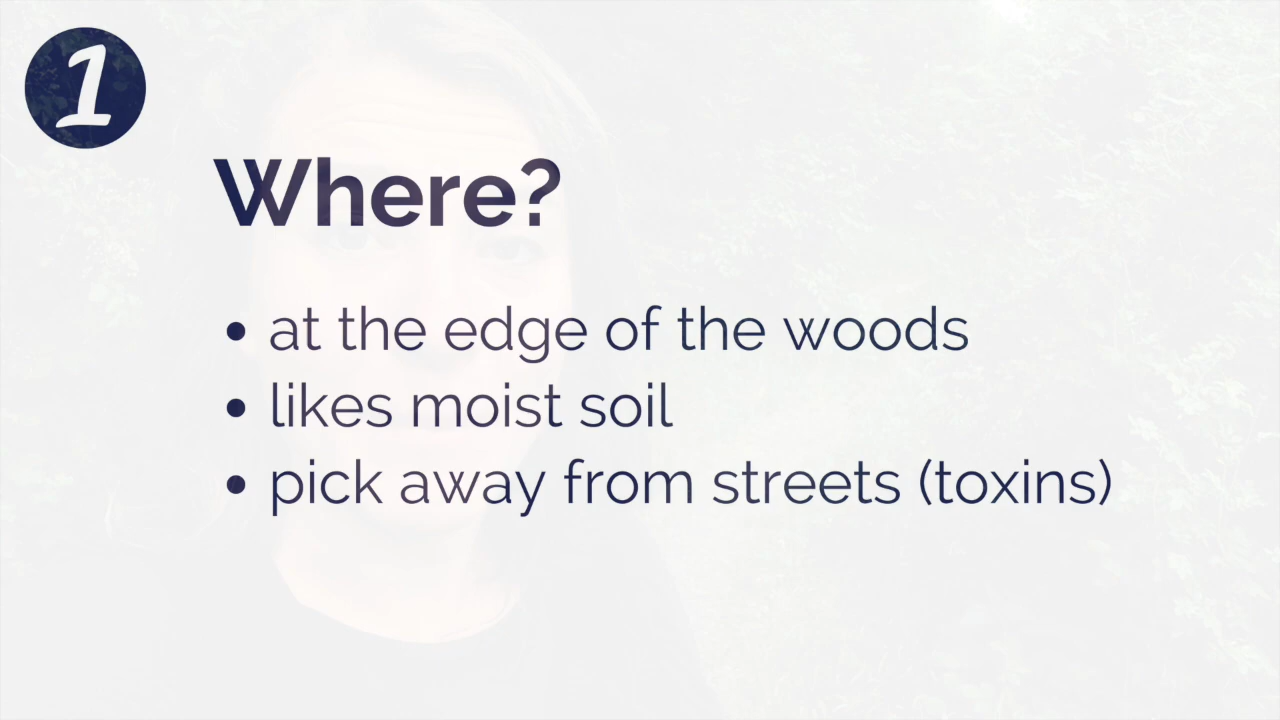 1
Where?
• at the edge of the woods
• likes moist soil
• pick away from streets (toxins)